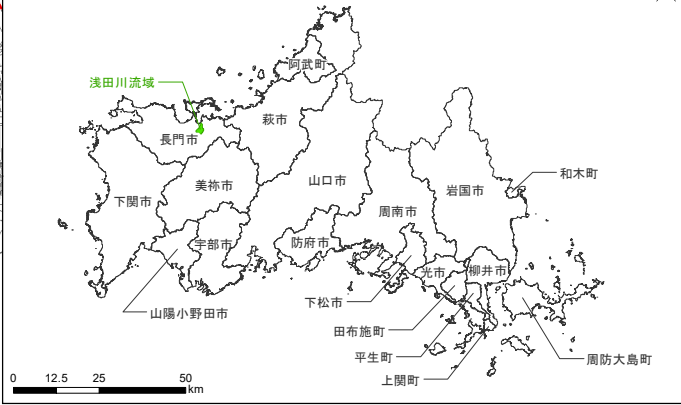 阿武町
浅田川流域
萩市
長門市
和木町
山口市
美祢市
岩国市
下関市
周南市
防府市
宇部市
柳井市
光市
下松市
山陽小野田市
田布施町
平生町
周防大島町
上関町
0 12.5 25 50
km